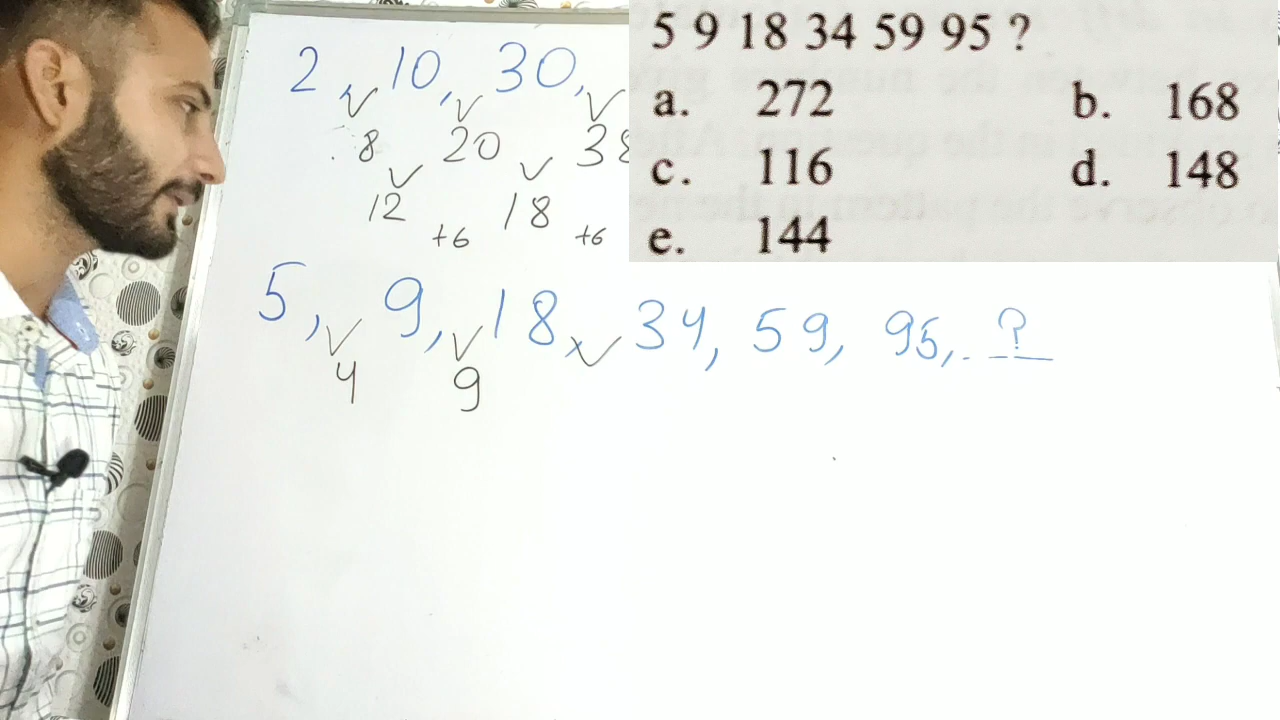 2, 10, 30,
8 20 38
12 18
+6 +6
5 9 18 34 59 95 ?
a. 272 b. 168
c. 116 d. 148
e. 144
5, 9, 18, 34, 59, 95, ?
4 9